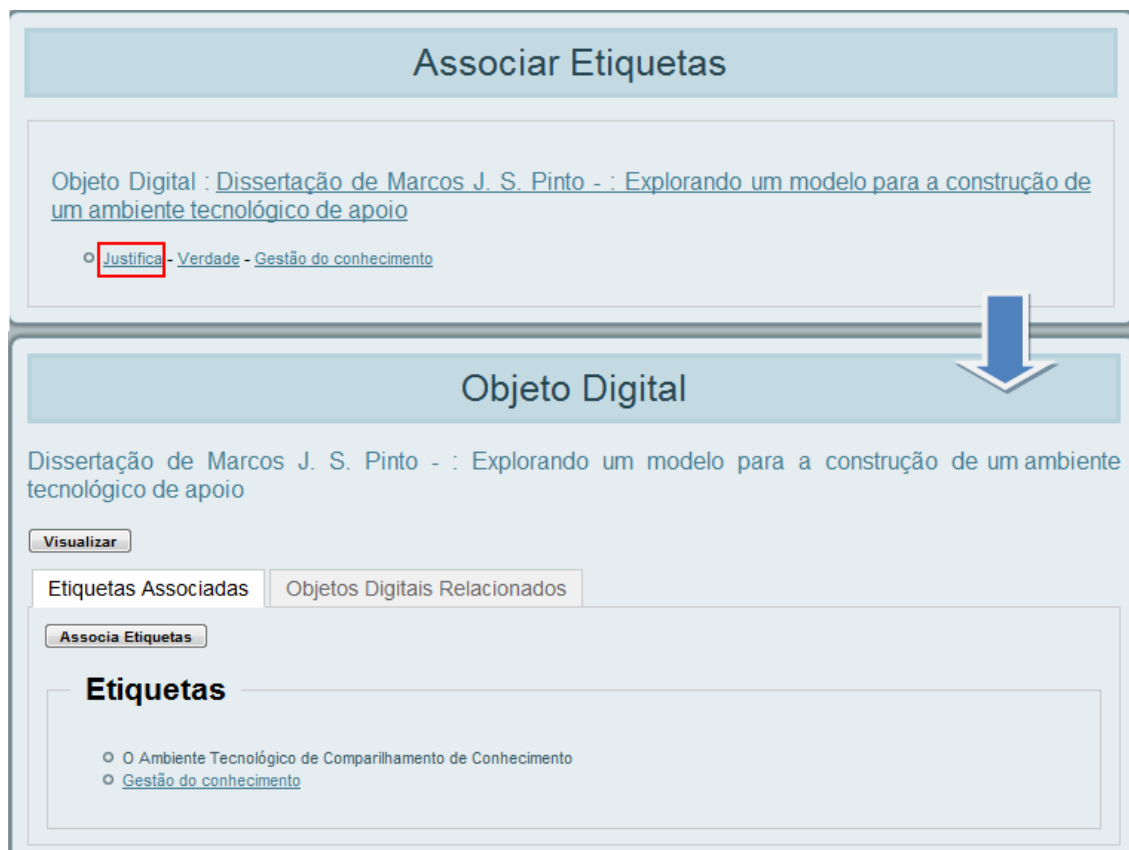 Associar Etiquetas
Objeto Digital : Dissertação de Marcos J. S. Pinto - : Explorando um modelo para a construção de
um ambiente tecnológico de apoio
Justifica - Verdade - Gestão do conhecimento
Objeto Digital
Dissertação de Marcos J. S. Pinto - : Explorando um modelo para a construção de um ambiente
tecnológico de apoio
Visualizar
Etiquetas Associadas Objetos Digitais Relacionados
Associa Etiquetas
Etiquetas
O Ambiente Tecnológico de Comparilhamento de Conhecimento
Gestão do conhecimento